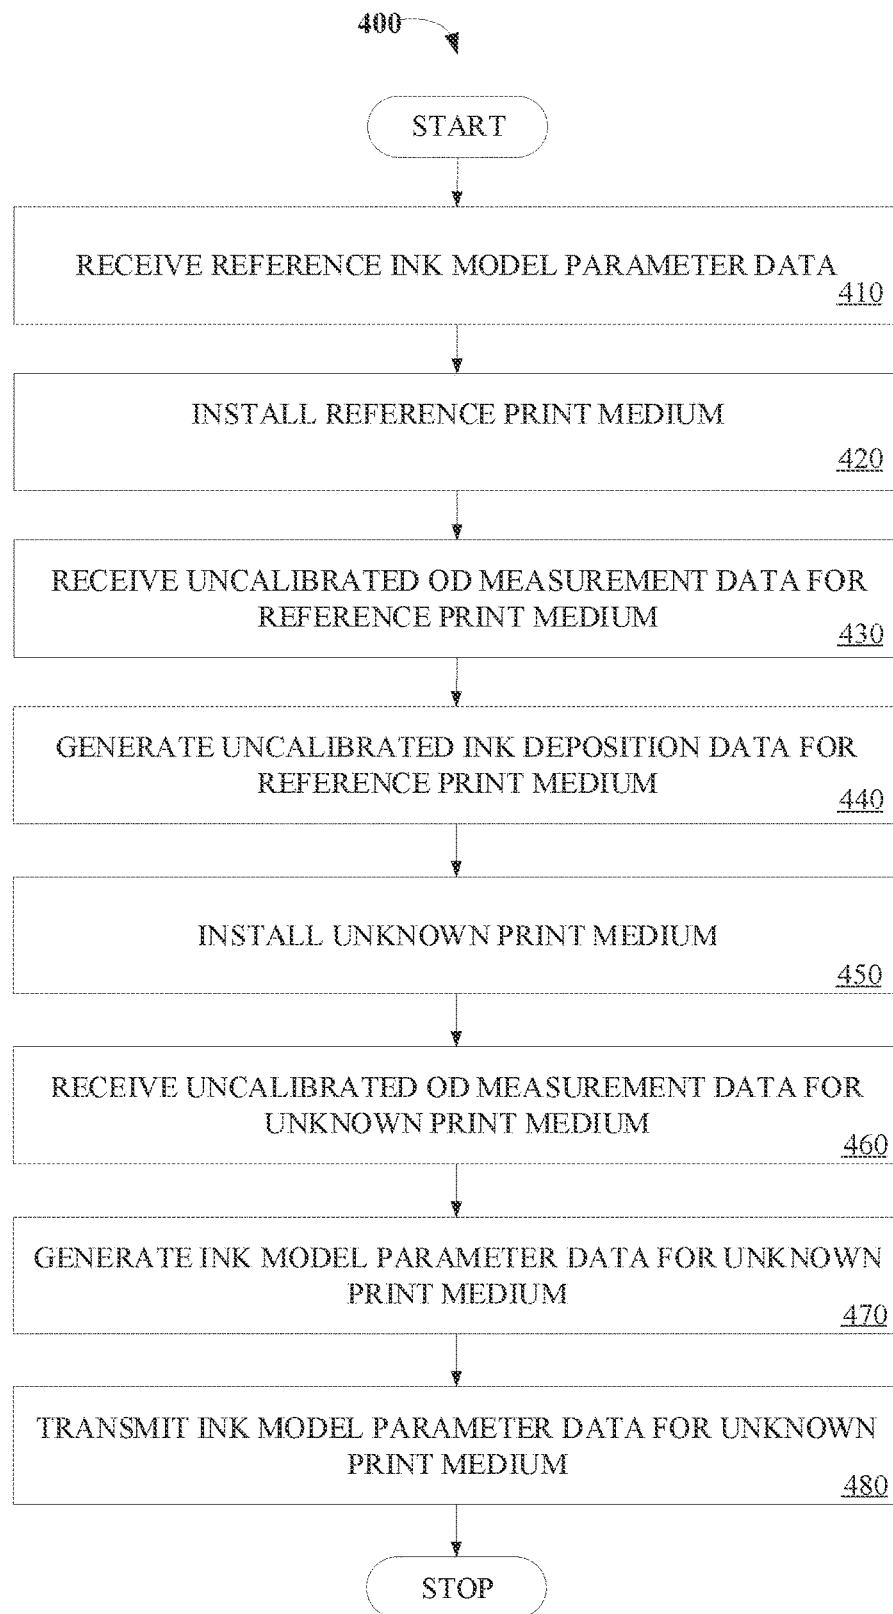 400
START
RECEIVE REFERENCE INK MODEL PARAMETER DATA
410
INSTALL REFERENCE PRINT MEDIUM
420
RECEIVE UNCALIBRATED OD MEASUREMENT DATA FOR
REFERENCE PRINT MEDIUM
430
GENERATE UNCALIBRATED INK DEPOSITION DATA FOR
REFERENCE PRINT MEDIUM
440
INSTALL UNKNOWN PRINT MEDIUM
450
RECEIVE UNCALIBRATED OD MEASUREMENT DATA FOR
UNKNOWN PRINT MEDIUM
460
GENERATE INK MODEL PARAMETER DATA FOR UNKNOWN
PRINT MEDIUM
470
TRANSMIT INK MODEL PARAMETER DATA FOR UNKNOWN
PRINT MEDIUM
480
STOP